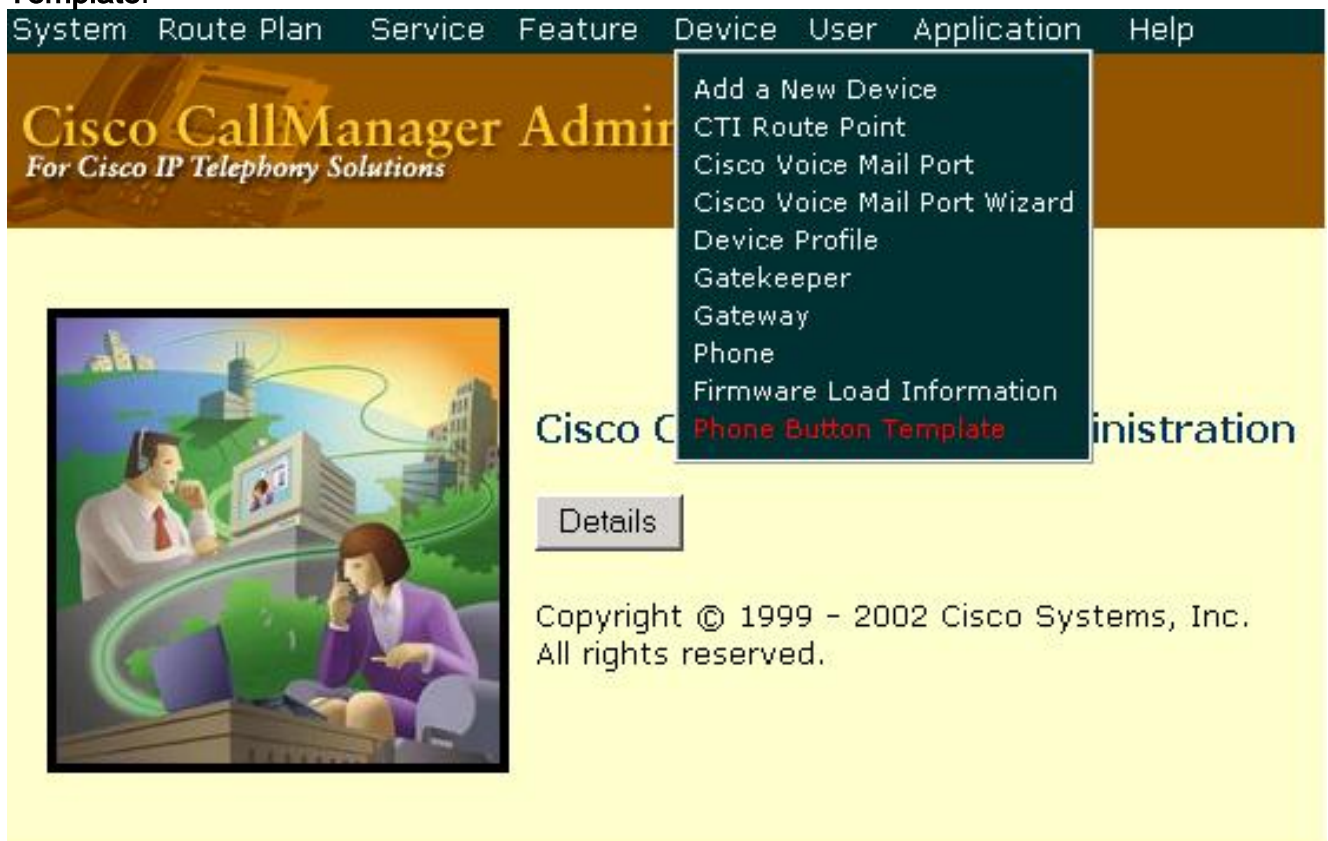 Template.
System Route Plan Service Feature Device User Application Help
Cisco CallManager Admin
For Cisco IP Telephony Solutions
Add a New Device
CTI Route Point
Cisco Voice Mail Port
Cisco Voice Mail Port Wizard
Device Profile
Gatekeeper
Gateway
Phone
Firmware Load Information
Phone Button Template
Cisco C inistration
Details
Copyright © 1999 - 2002 Cisco Systems, Inc.
All rights reserved.